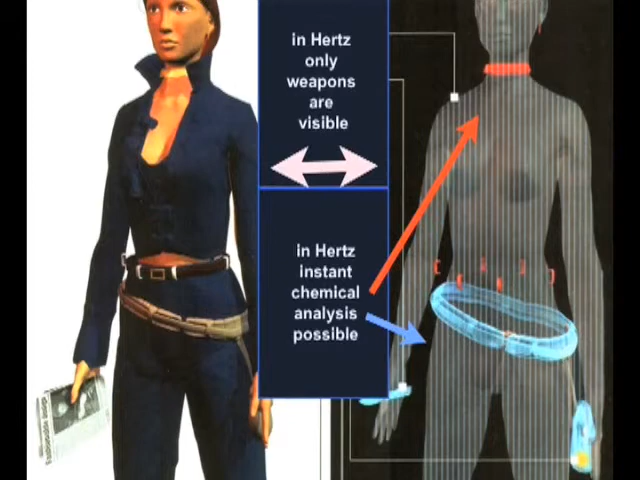 in Hertz
only
weapons
are
visible
in Hertz
instant
chemical
analysis
possible